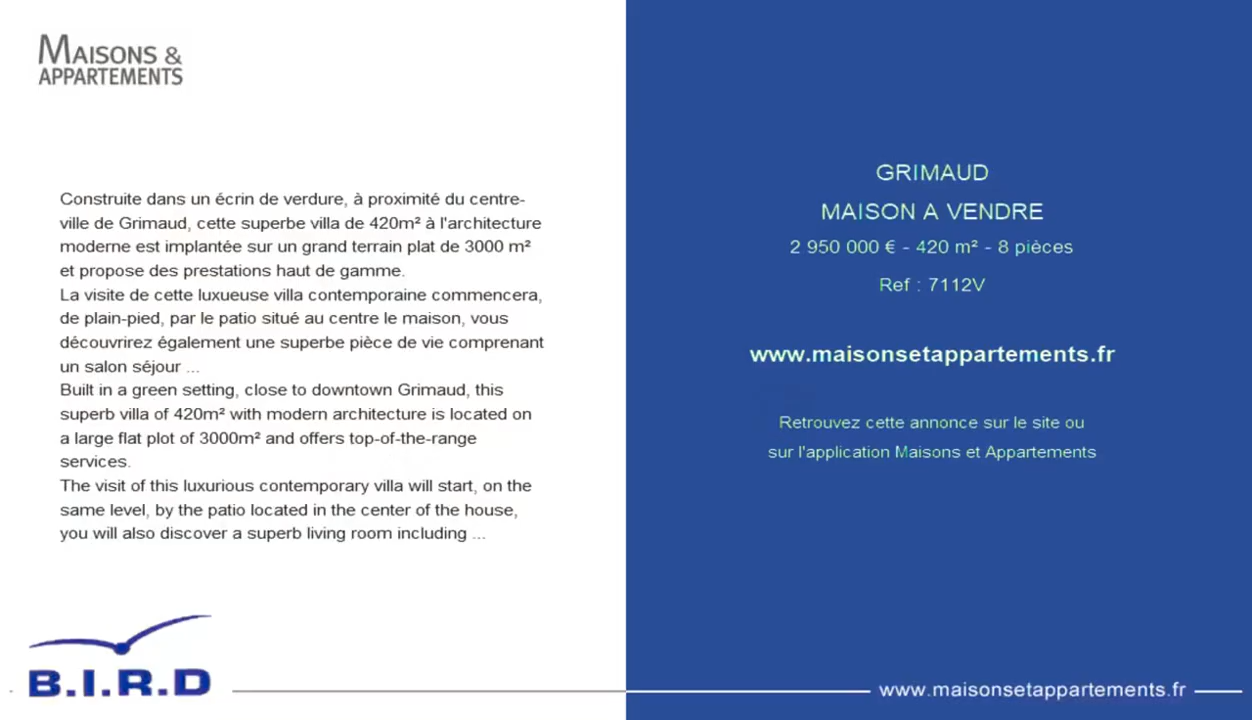 MAISONS &
APPARTEMENTS
Construite dans un écrin de verdure, à proximité du centre-
ville de Grimaud, cette superbe villa de 420m² à l'architecture
moderne est implantée sur un grand terrain plat de 3000 m²
et propose des prestations haut de gamme.
La visite de cette luxueuse villa contemporaine commencera,
de plain-pied, par le patio situé au centre le maison, vous
découvrirez également une superbe pièce de vie comprenant
un salon séjour ...
Built in a green setting, close to downtown Grimaud, this
superb villa of 420m² with modern architecture is located on
a large flat plot of 3000m² and offers top-of-the-range
services.
The visit of this luxurious contemporary villa will start, on the
same level, by the patio located in the center of the house,
you will also discover a superb living room including ...
B.I.R.D
GRIMAUD
MAISON A VENDRE
2 950 000 € - 420 m² - 8 pièces
Ref : 7112V
www.maisonsetappartements.fr
Retrouvez cette annonce sur le site ou
sur l'application Maisons et Appartements
www.maisonsetappartements.fr